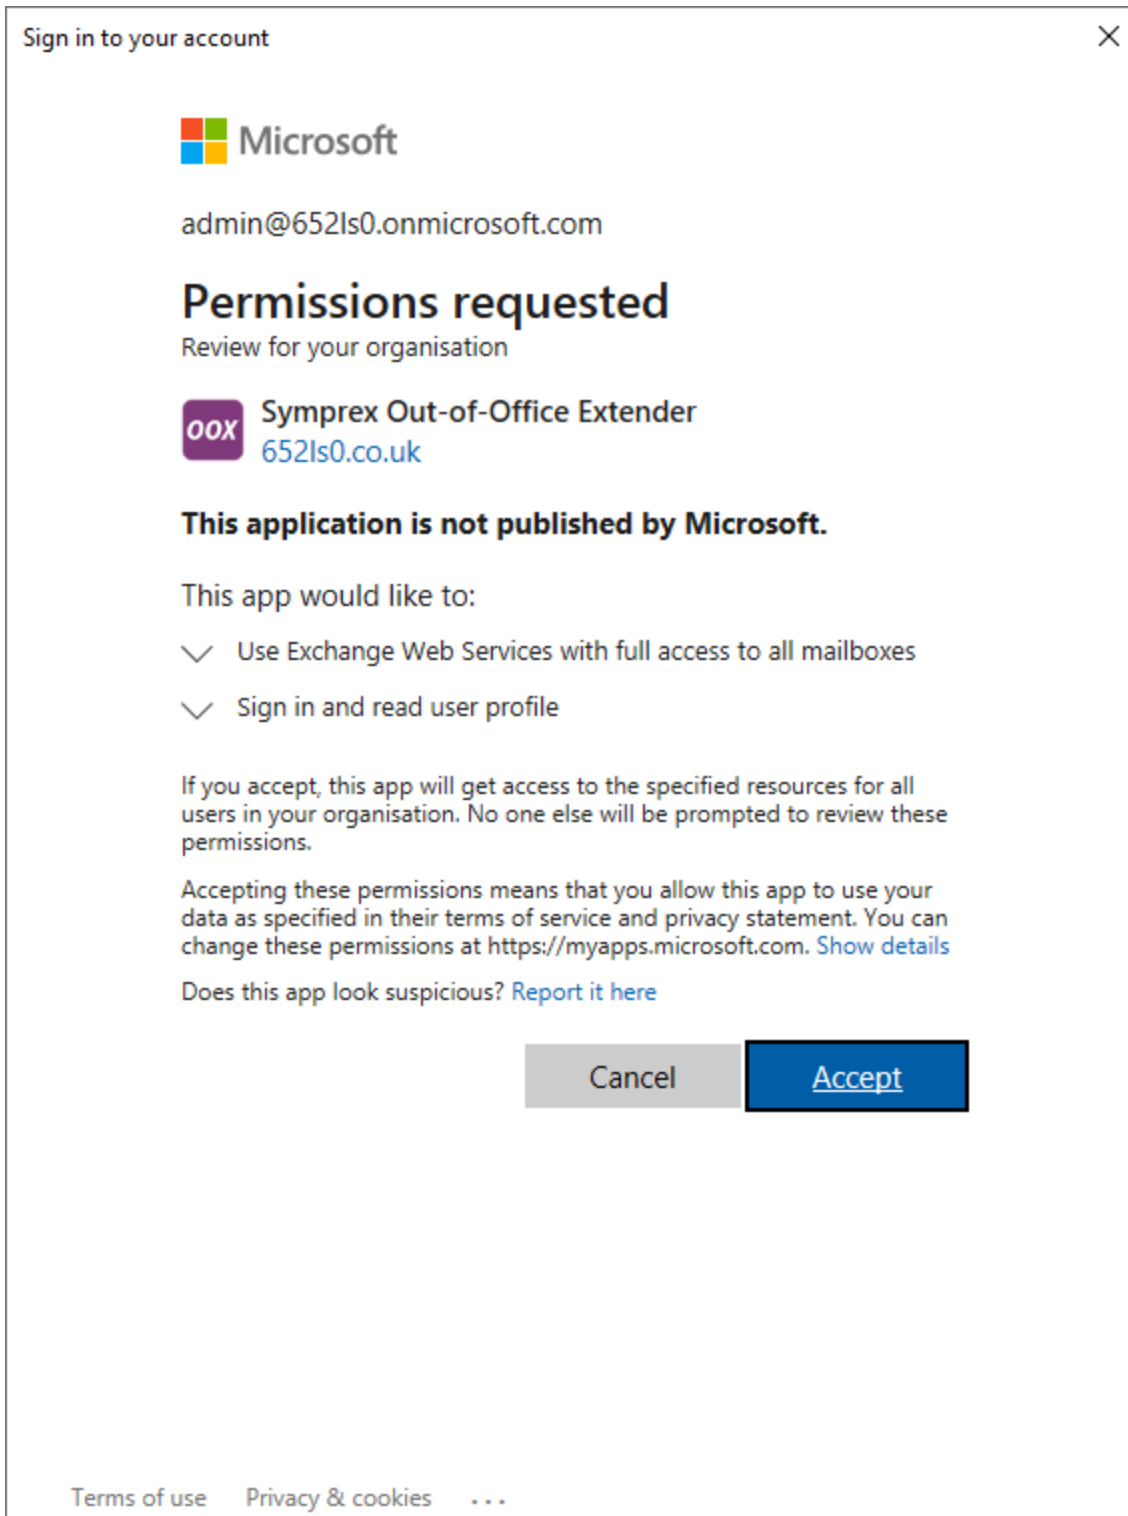 Sign in to your account
Microsoft
admin@652ls0.onmicrosoft.com
Permissions requested
Review for your organisation
OOX
Symprex Out-of-Office Extender
652ls0.co.uk
This application is not published by Microsoft.
This app would like to:
Use Exchange Web Services with full access to all mailboxes
Sign in and read user profile
If you accept, this app will get access to the specified resources for all
users in your organisation. No one else will be prompted to review these
permissions.
Accepting these permissions means that you allow this app to use your
data as specified in their terms of service and privacy statement. You can
change these permissions at https://myapps.microsoft.com. Show details
Does this app look suspicious? Report it here
Cancel Accept
Terms of use Privacy & cookies ...